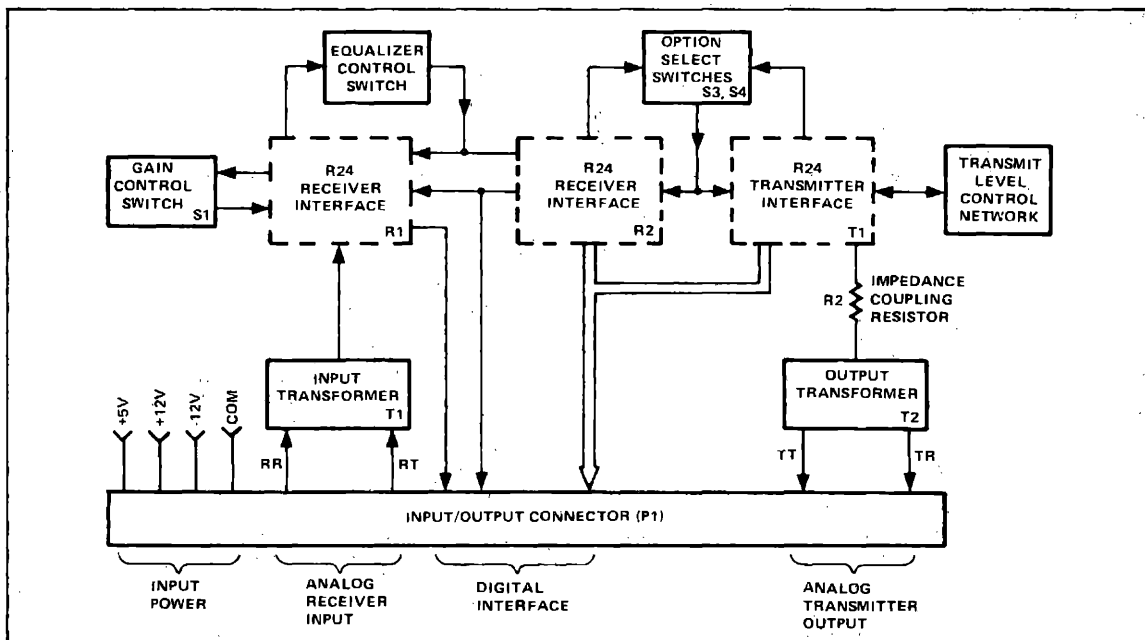 EQUALIZER
CONTROL
SWITCH
OPTION
SELECT
SWITCHES
S3, S4
GAIN
CONTROL
SWITCH
S1
R24
RECEIVER
INTERFACE
R1
R24
RECEIVER
INTERFACE
R2
R24
TRANSMITTER
INTERFACE
T1
TRANSMIT
LEVEL
CONTROL
NETWORK
R2
IMPEDANCE
COUPLING
RESISTOR
INPUT
TRANSFORMER
T1
OUTPUT
TRANSFORMER
T2
+5V
+12V
-12V
COM
RR
RT
TT
TR
INPUT/OUTPUT CONNECTOR (P1)
INPUT
POWER
ANALOG
RECEIVER
INPUT
DIGITAL
INTERFACE
ANALOG
TRANSMITTER
OUTPUT